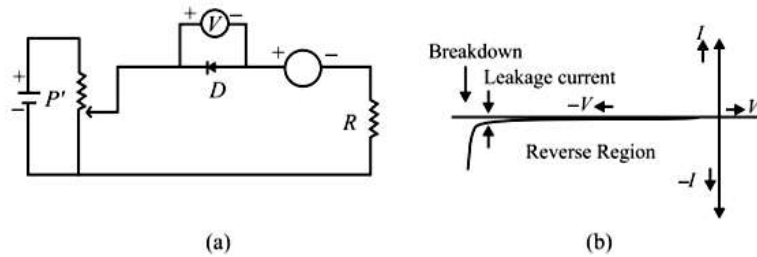 + V −
+ −
+
P′
−
D
R
(a)
Breakdown
Leakage current
−V
I
V
Reverse Region
−I
(b)